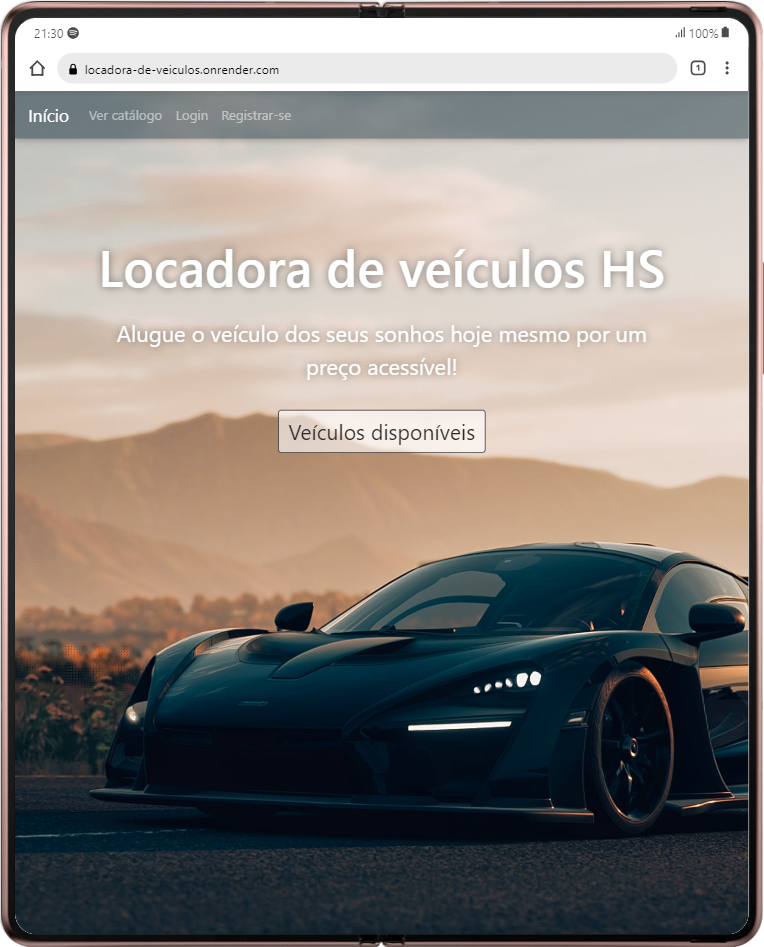 21:30
100%
locadora-de-veiculos.onrender.com
1
Início Ver catálogo Login Registrar-se
Locadora de veículos HS
Alugue o veículo dos seus sonhos hoje mesmo por um
preço acessível!
Veículos disponíveis